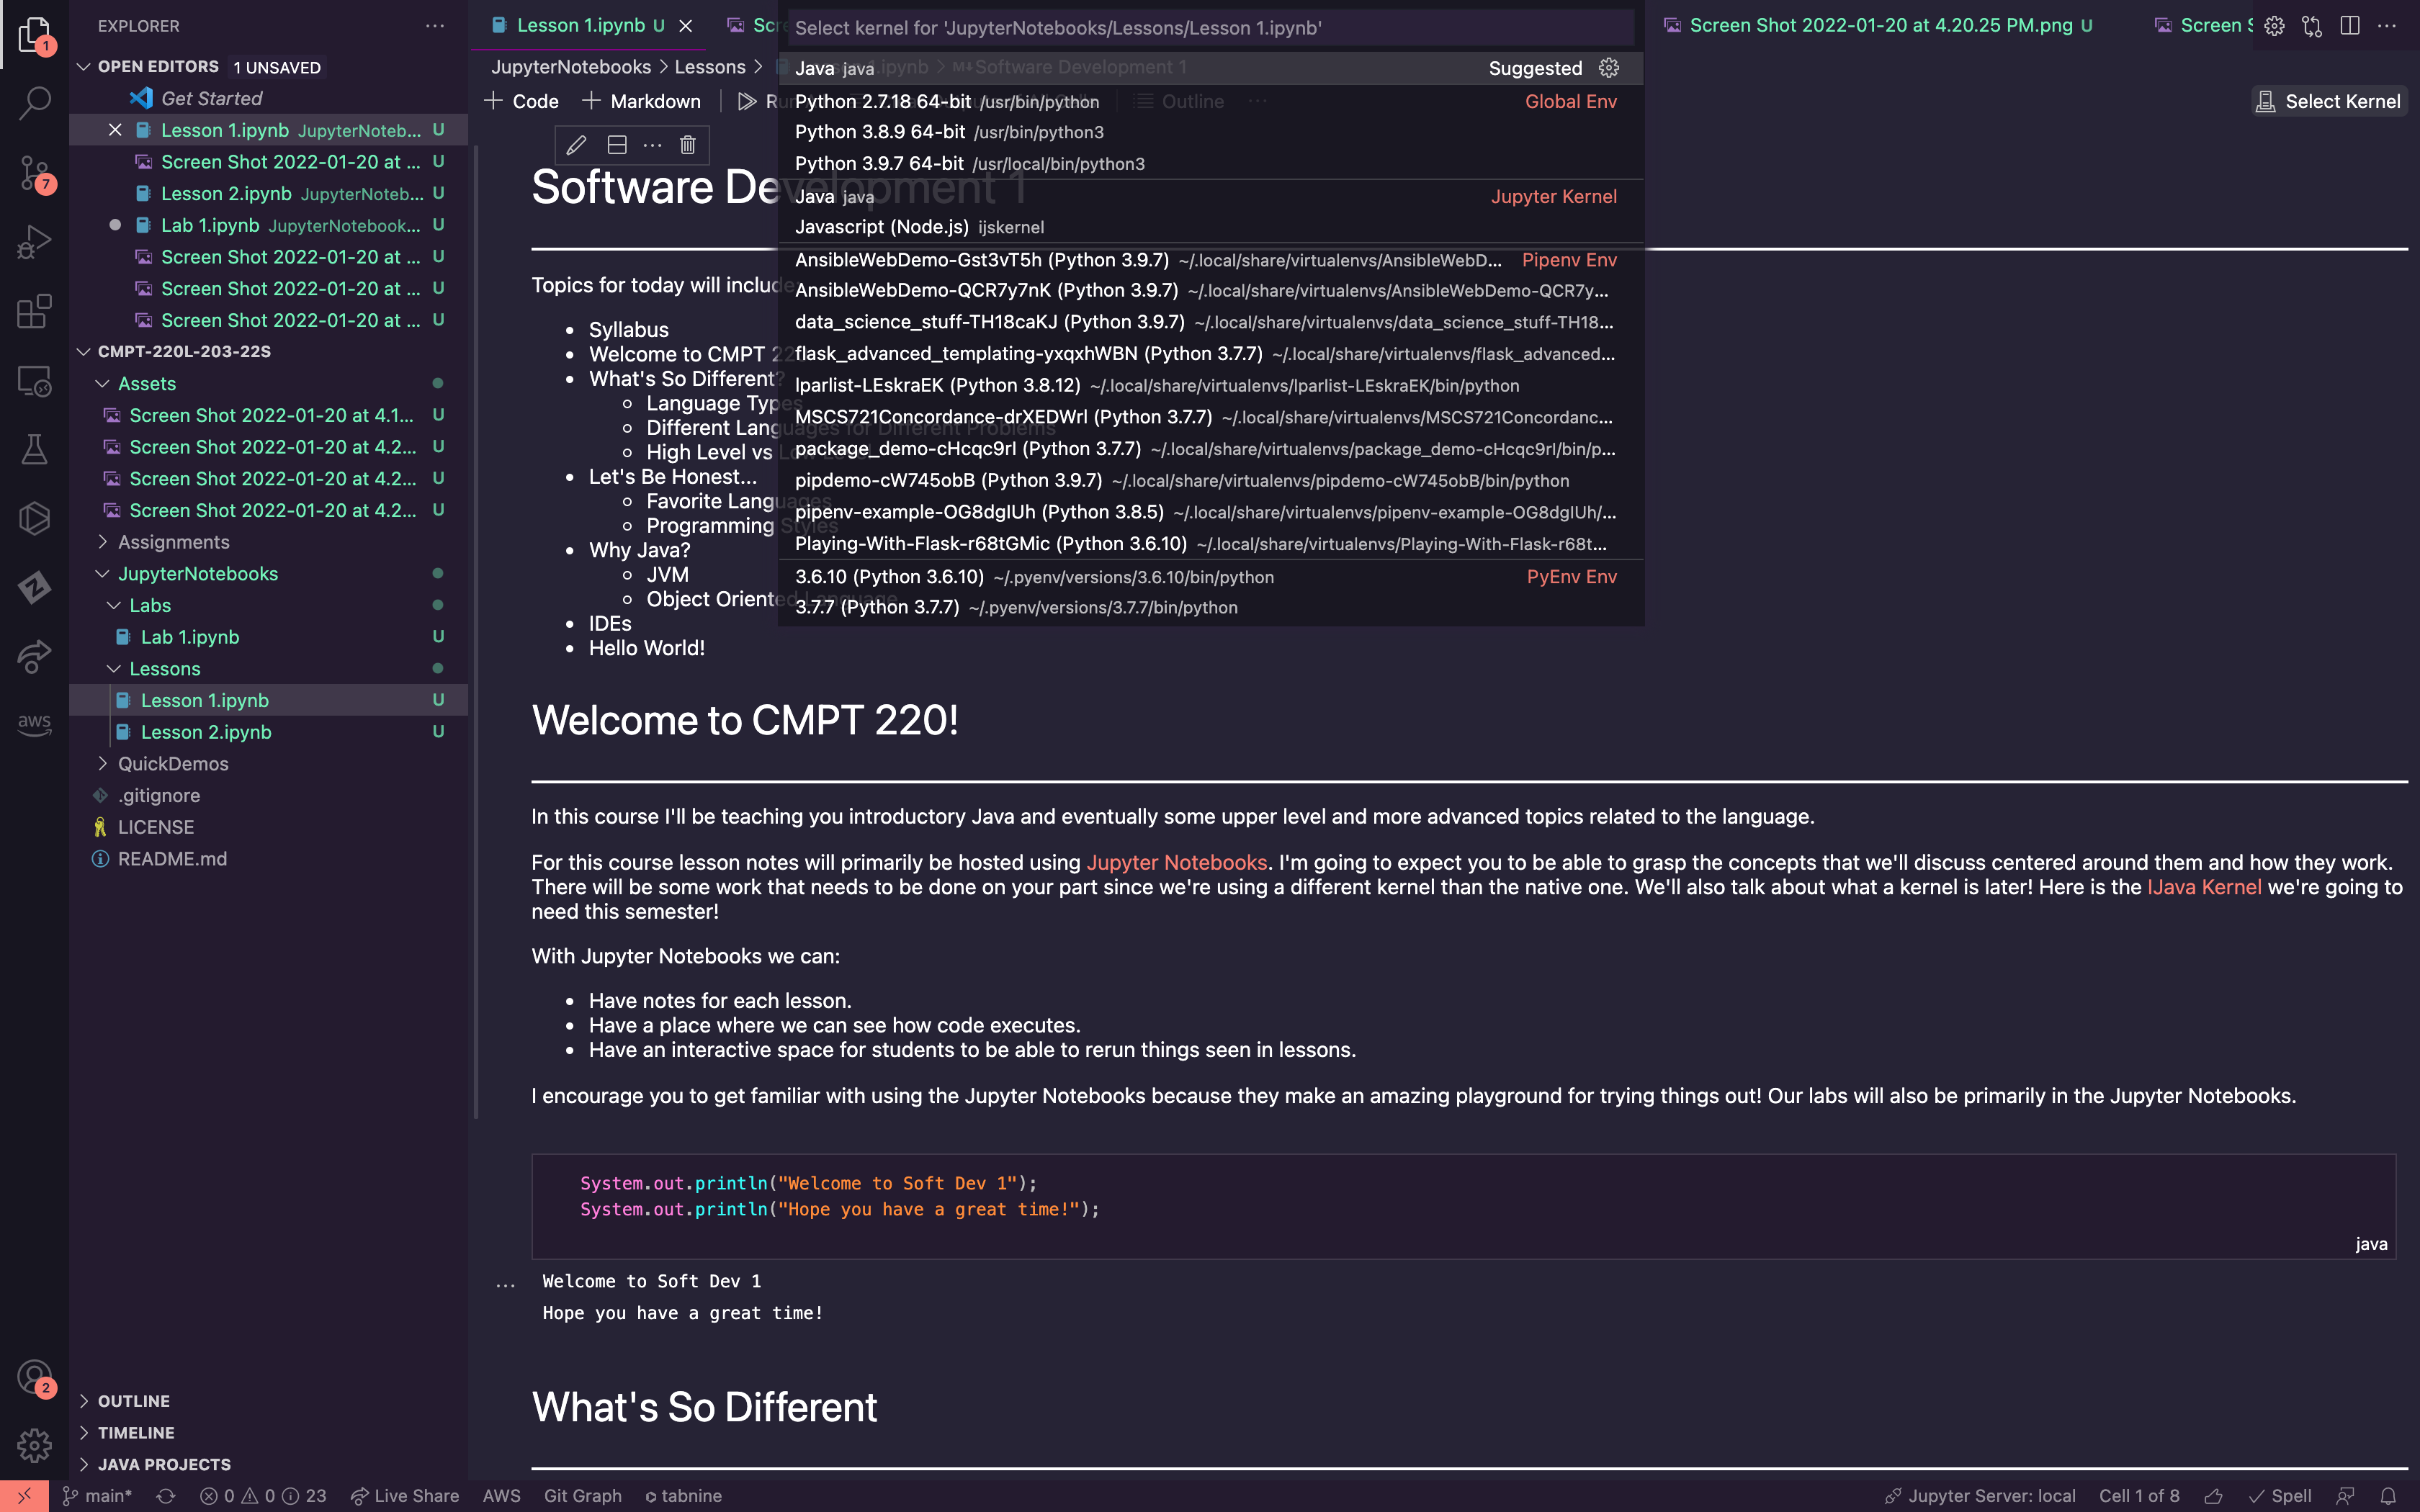 EXPLORER
OPEN EDITORS 1 UNSAVED
Get Started
Lesson 1.ipynb JupyterNoteb... U
Screen Shot 2022-01-20 at ... U
Lesson 2.ipynb JupyterNoteb... U
Lab 1.ipynb JupyterNotebook... U
Screen Shot 2022-01-20 at ... U
Screen Shot 2022-01-20 at ... U
Screen Shot 2022-01-20 at ... U
CMPT-220L-203-22S
Assets
Screen Shot 2022-01-20 at 4.1... U
Screen Shot 2022-01-20 at 4.2... U
Screen Shot 2022-01-20 at 4.2... U
Screen Shot 2022-01-20 at 4.2... U
Assignments
JupyterNotebooks
Labs
Lab 1.ipynb U
Lessons
Lesson 1.ipynb U
Lesson 2.ipynb U
QuickDemos
.gitignore
LICENSE
README.md
OUTLINE
TIMELINE
JAVA PROJECTS
1
7
aws
2
Lesson 1.ipynb U
Scr
Screen Shot 2022-01-20 at 4.20.25 PM.png U
Screen S
JupyterNotebooks > Lessons > 1.ipynb > M↓ Software Development 1
Code Markdown Ru Outline ...
Select Kernel
Select kernel for 'JupyterNotebooks/Lessons/Lesson 1.ipynb'
Java java Suggested
Python 2.7.18 64-bit /usr/bin/python Global Env
Python 3.8.9 64-bit /usr/bin/python3
Python 3.9.7 64-bit /usr/local/bin/python3
Java java Jupyter Kernel
Javascript (Node.js) ijskernel
AnsibleWebDemo-Gst3vT5h (Python 3.9.7) ~/.local/share/virtualenvs/AnsibleWebD... Pipenv Env
AnsibleWebDemo-QCR7y7nK (Python 3.9.7) ~/.local/share/virtualenvs/AnsibleWebDemo-QCR7y...
data_science_stuff-TH18caKJ (Python 3.9.7) ~/.local/share/virtualenvs/data_science_stuff-TH18...
flask_advanced_templating-yxqxhWBN (Python 3.7.7) ~/.local/share/virtualenvs/flask_advanced...
lparlist-LEskraEK (Python 3.8.12) ~/.local/share/virtualenvs/lparlist-LEskraEK/bin/python
MSCS721Concordance-drXEDWrl (Python 3.7.7) ~/.local/share/virtualenvs/MSCS721Concordanc...
package_demo-cHcqc9rl (Python 3.7.7) ~/.local/share/virtualenvs/package_demo-cHcqc9rl/bin/p...
pipdemo-cW745obB (Python 3.9.7) ~/.local/share/virtualenvs/pipdemo-cW745obB/bin/python
pipenv-example-OG8dgIUh (Python 3.8.5) ~/.local/share/virtualenvs/pipenv-example-OG8dgIUh/...
Playing-With-Flask-r68tGMic (Python 3.6.10) ~/.local/share/virtualenvs/Playing-With-Flask-r68t...
3.6.10 (Python 3.6.10) ~/.pyenv/versions/3.6.10/bin/python PyEnv Env
3.7.7 (Python 3.7.7) ~/.pyenv/versions/3.7.7/bin/python
Software Development 1
Topics for today will include
Syllabus
Welcome to CMPT 22
What's So Different?
Language Types
Different Languages for Different Problems
High Level vs Low Level
Let's Be Honest...
Favorite Languages
Programming Styles
Why Java?
JVM
Object Oriented Language
IDEs
Hello World!
Welcome to CMPT 220!
In this course I'll be teaching you introductory Java and eventually some upper level and more advanced topics related to the language.
For this course lesson notes will primarily be hosted using Jupyter Notebooks. I'm going to expect you to be able to grasp the concepts that we'll discuss centered around them and how they work.
There will be some work that needs to be done on your part since we're using a different kernel than the native one. We'll also talk about what a kernel is later! Here is the IJava Kernel we're going to
need this semester!
With Jupyter Notebooks we can:
Have notes for each lesson.
Have a place where we can see how code executes.
Have an interactive space for students to be able to rerun things seen in lessons.
I encourage you to get familiar with using the Jupyter Notebooks because they make an amazing playground for trying things out! Our labs will also be primarily in the Jupyter Notebooks.
System.out.println("Welcome to Soft Dev 1");
System.out.println("Hope you have a great time!");
java
... Welcome to Soft Dev 1
Hope you have a great time!
What's So Different
main* 0 0 23 Live Share AWS Git Graph tabnine
Jupyter Server: local Cell 1 of 8 Spell